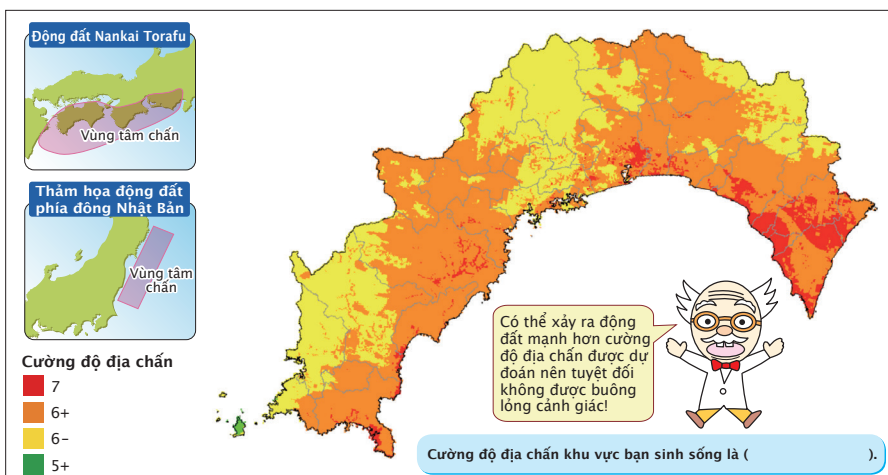 Động đất Nankai Torafu
Vùng tâm chấn
Thảm họa động đất
phía đông Nhật Bản
Vùng tâm
chấn
Cường độ địa chấn
7
6+
6–
5+
Có thể xảy ra động
đất mạnh hơn cường
độ địa chấn được dự
đoán nên tuyệt đối
không được buông
lỏng cảnh giác!
Cường độ địa chấn khu vực bạn sinh sống là ( ).